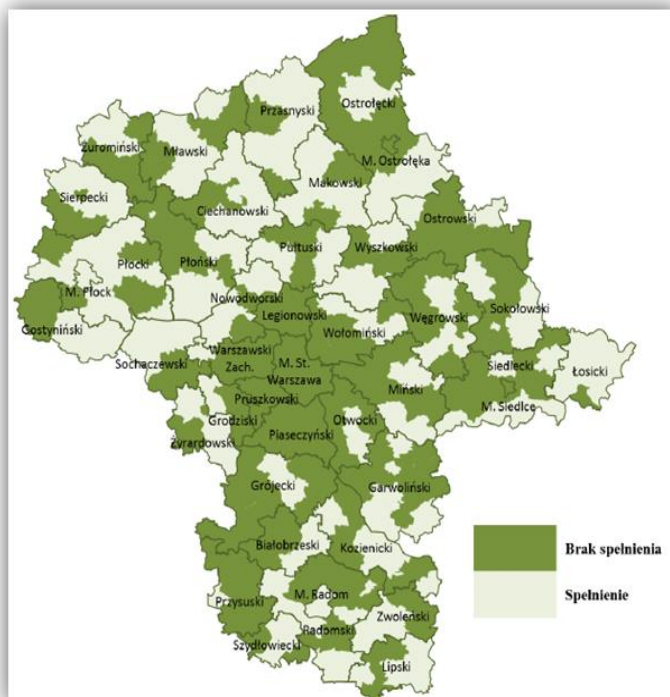 Ostrołęcki
Przasnyski
Żuromiński
Mławski
M. Ostrołęka
Makowski
Sierpecki
Ciechanowski
Ostrowski
Pułtuski
Wyszkowski
Płocki
Płoński
M. Płock
Nowodworski
Legionowski
Węgrowski
Sokołowski
Gostyniński
Wołomiński
Sochaczewski
Warszawski
Zach.
M. St.
Warszawa
Siedlecki
Łosicki
Miński
M. Siedlce
Pruszkowski
Grodziski
Otwocki
Piaseczyński
Żyrardowski
Grójecki
Garwoliński
Białobrzeski
Kozienicki
Brak spełnienia
Spełnienie
Przysuski
M. Radom
Zwoleński
Radomski
Szydłowiecki
Lipski